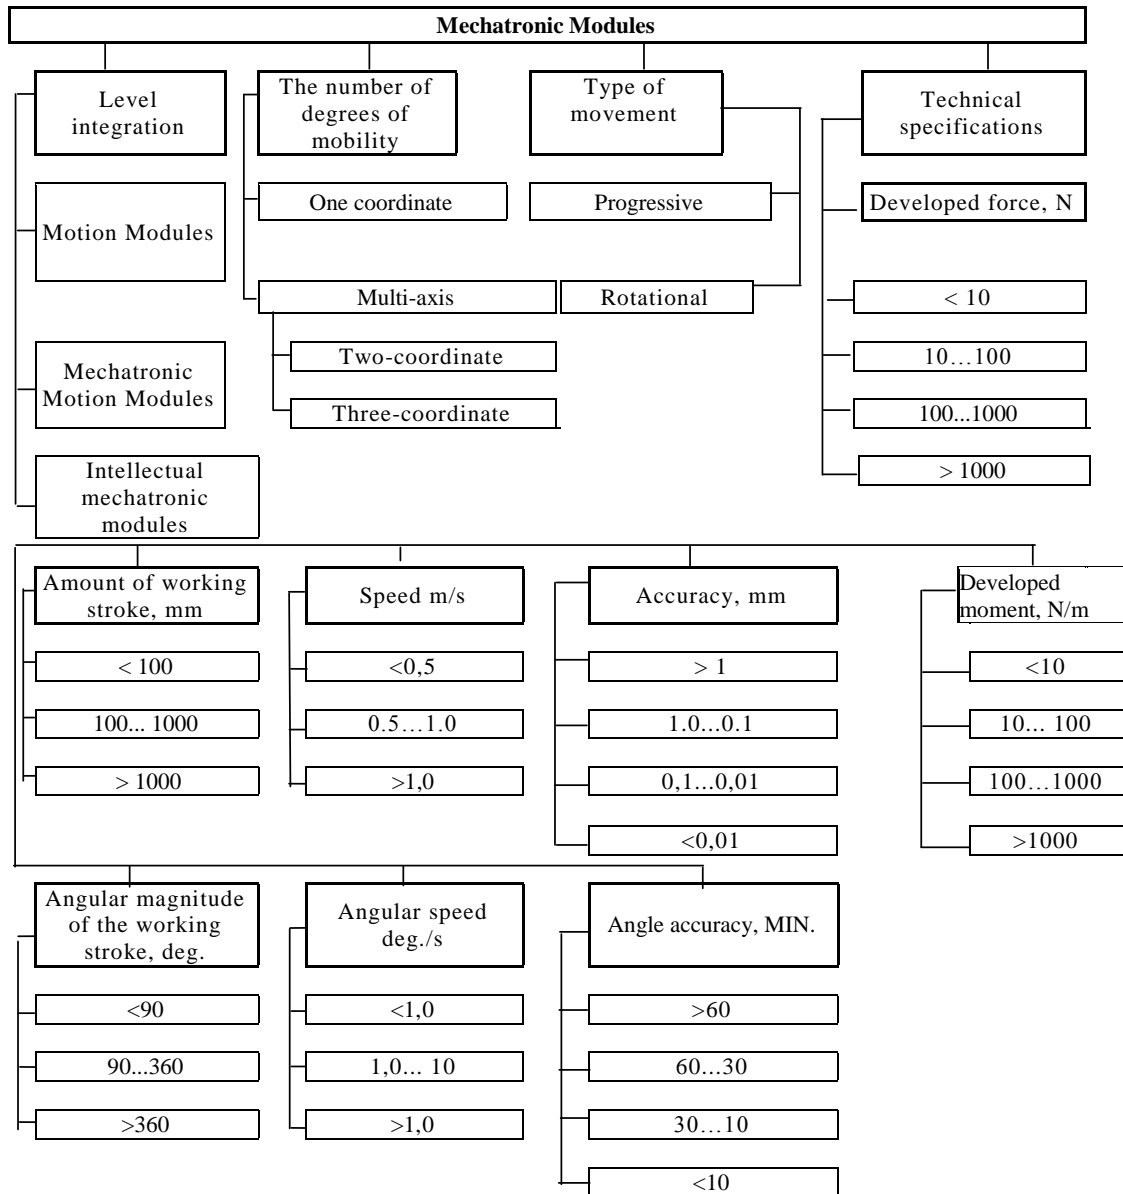 Mechatronic Modules
Level
integration
The number of
degrees of
mobility
Type of
movement
Technical
specifications
Motion Modules
One coordinate
Progressive
Developed force, N
Multi-axis
Rotational
< 10
Mechatronic
Motion Modules
Two-coordinate
10...100
Three-coordinate
100...1000
Intellectual
mechatronic
modules
> 1000
Amount of working
stroke, mm
Speed m/s
Accuracy, mm
Developed
moment, N/m
< 100
<0,5
> 1
<10
100... 1000
0.5...1.0
1.0...0.1
10... 100
> 1000
>1,0
0,1...0,01
100...1000
<0,01
>1000
Angular magnitude
of the working
stroke, deg.
Angular speed
deg./s
Angle accuracy, MIN.
<90
<1,0
>60
90...360
1,0... 10
60...30
>360
>1,0
30...10
<10